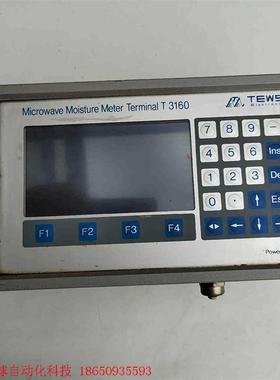 Microwave Moisture Meter Terminal T 3160
TEWS
7 8 9
4 5 6 Ins
1 2 3 De
0 Es
F1 F2 F3 F4
Power
球自动化科技 18650935593